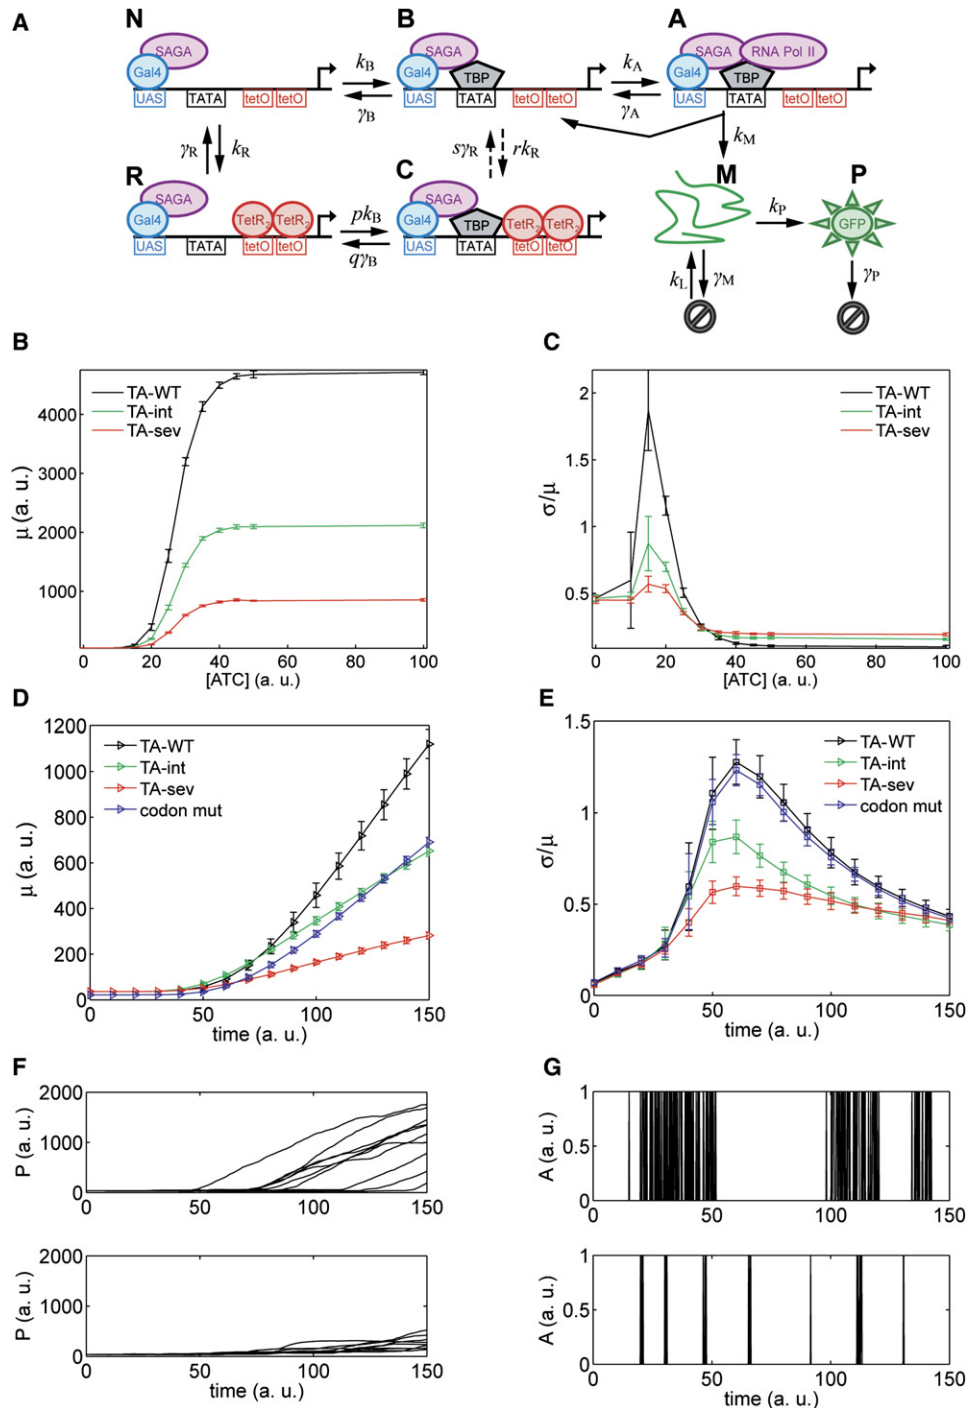 A
N
B
A
SAGA
Gal4
UAS
TATA
tetO
tetO
kB
γB
SAGA
Gal4
TBP
UAS
TATA
tetO
tetO
kA
γA
SAGA
RNA Pol II
Gal4
TBP
UAS
TATA
tetO
tetO
γR
kR
sγR
rkR
kM
R
C
M
P
SAGA
Gal4
TetR2
TetR2
UAS
TATA
tetO
tetO
pkB
qγB
SAGA
Gal4
TBP
TetR2
TetR2
UAS
TATA
tetO
tetO
kP
GFP
kL
γM
γP
B
TA-WT
TA-int
TA-sev
μ (a. u.)
4000
3000
2000
1000
0
20
40
60
80
100
[ATC] (a. u.)
C
TA-WT
TA-int
TA-sev
σ/μ
2
1.5
1
0.5
0
20
40
60
80
100
[ATC] (a. u.)
D
TA-WT
TA-int
TA-sev
codon mut
μ (a. u.)
1200
1000
800
600
400
200
0
0
50
100
150
time (a. u.)
E
TA-WT
TA-int
TA-sev
codon mut
σ/μ
1.5
1
0.5
0
0
50
100
150
time (a. u.)
F
P (a. u.)
2000
1000
0
0
50
100
150
P (a. u.)
2000
1000
0
0
50
100
150
time (a. u.)
G
A (a. u.)
1
0.5
0
0
50
100
150
A (a. u.)
1
0.5
0
0
50
100
150
time (a. u.)